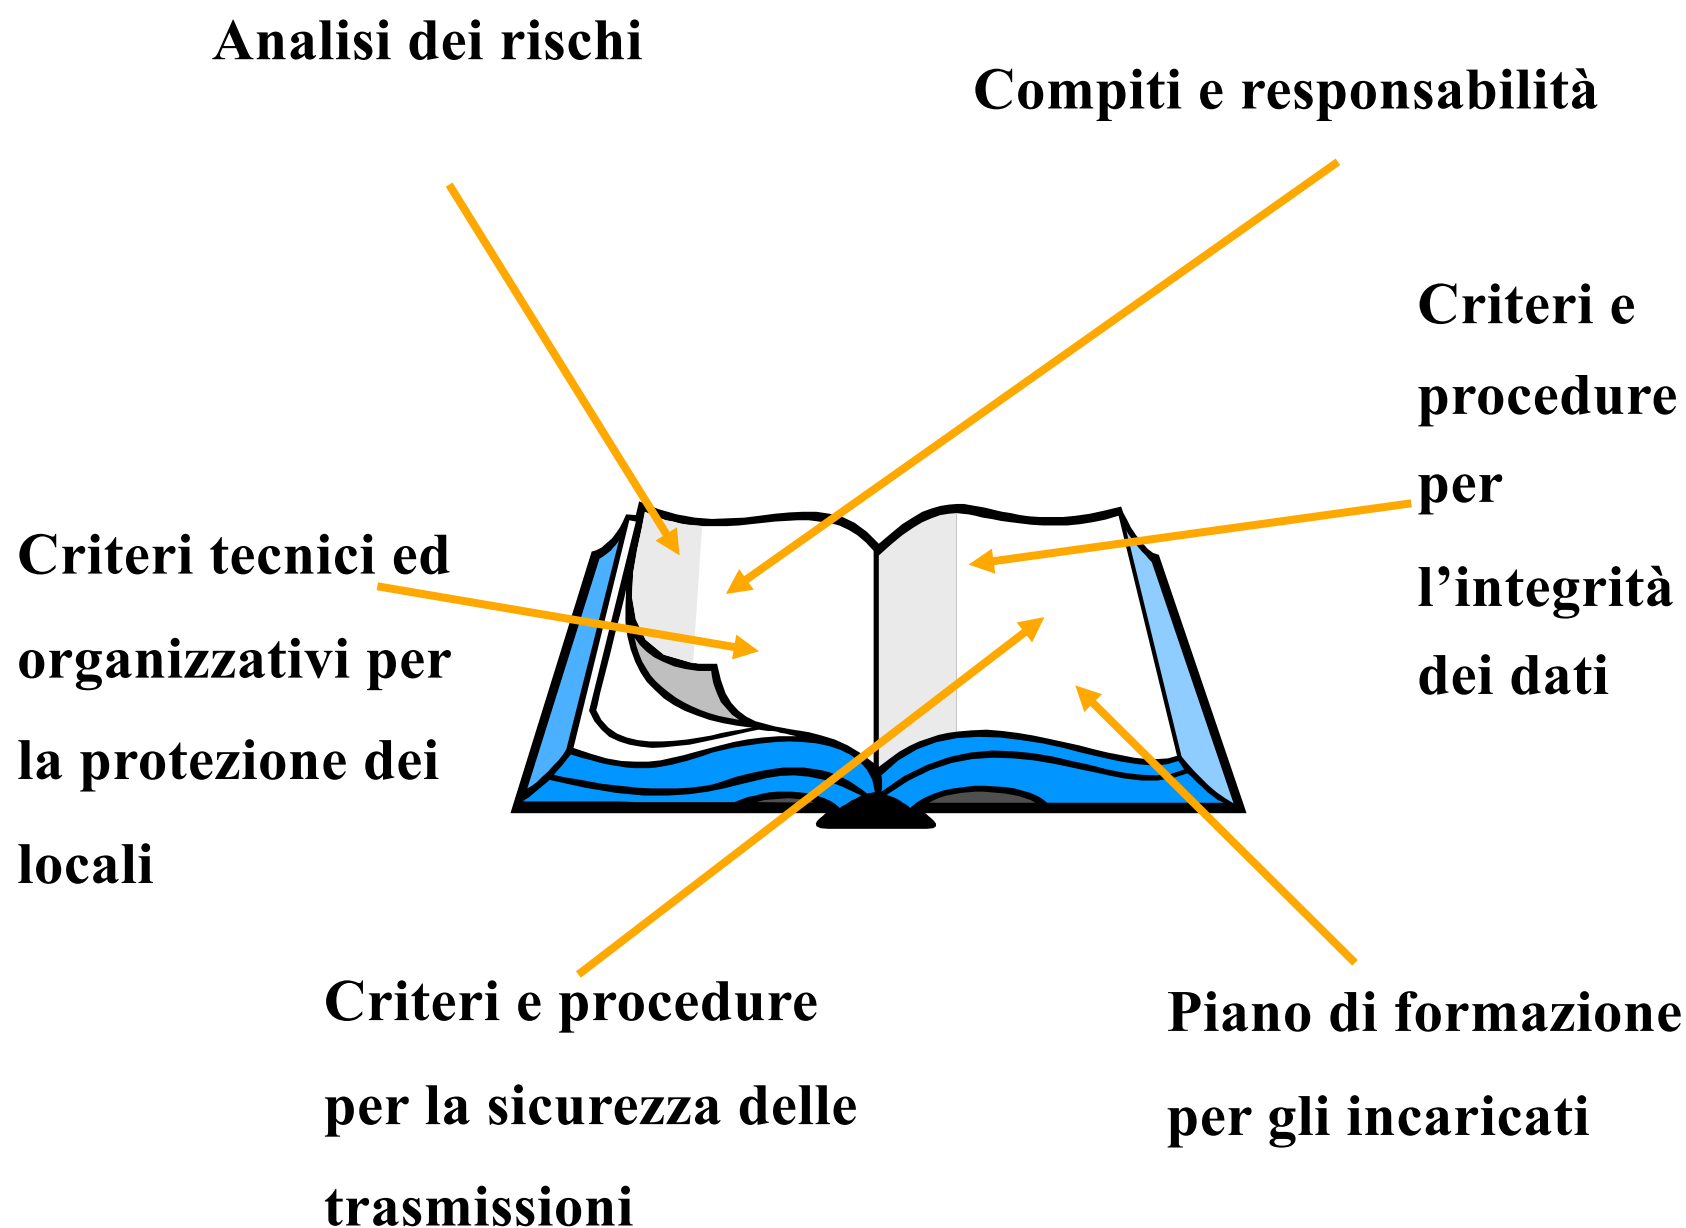 Analisi dei rischi
Compiti e responsabilità
Criteri e
procedure
per
l’integrità
dei dati
Criteri tecnici ed
organizzativi per
la protezione dei
locali
Criteri e procedure
per la sicurezza delle
trasmissioni
Piano di formazione
per gli incaricati